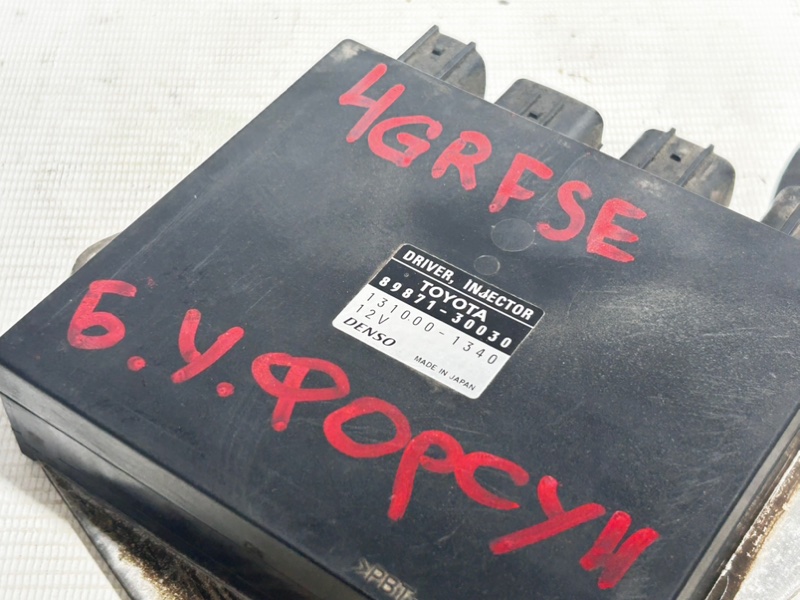 4GRFSE
DRIVER, INJECTOR
TOYOTA
89871-30030
131000-1340
12V
DENSO
MADE IN JAPAN
Б.У.ФОРСУН